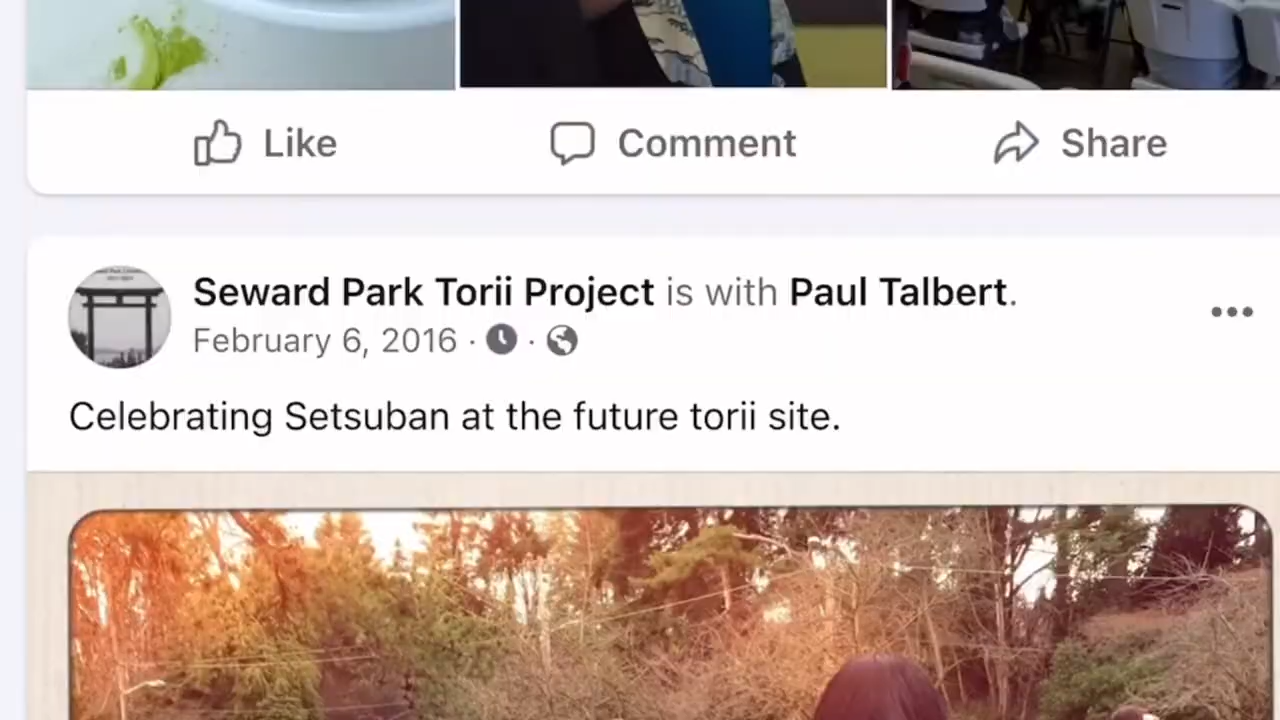 Like Comment Share
Seward Park Torii Project is with Paul Talbert.
February 6, 2016 · ·
Celebrating Setsuban at the future torii site.